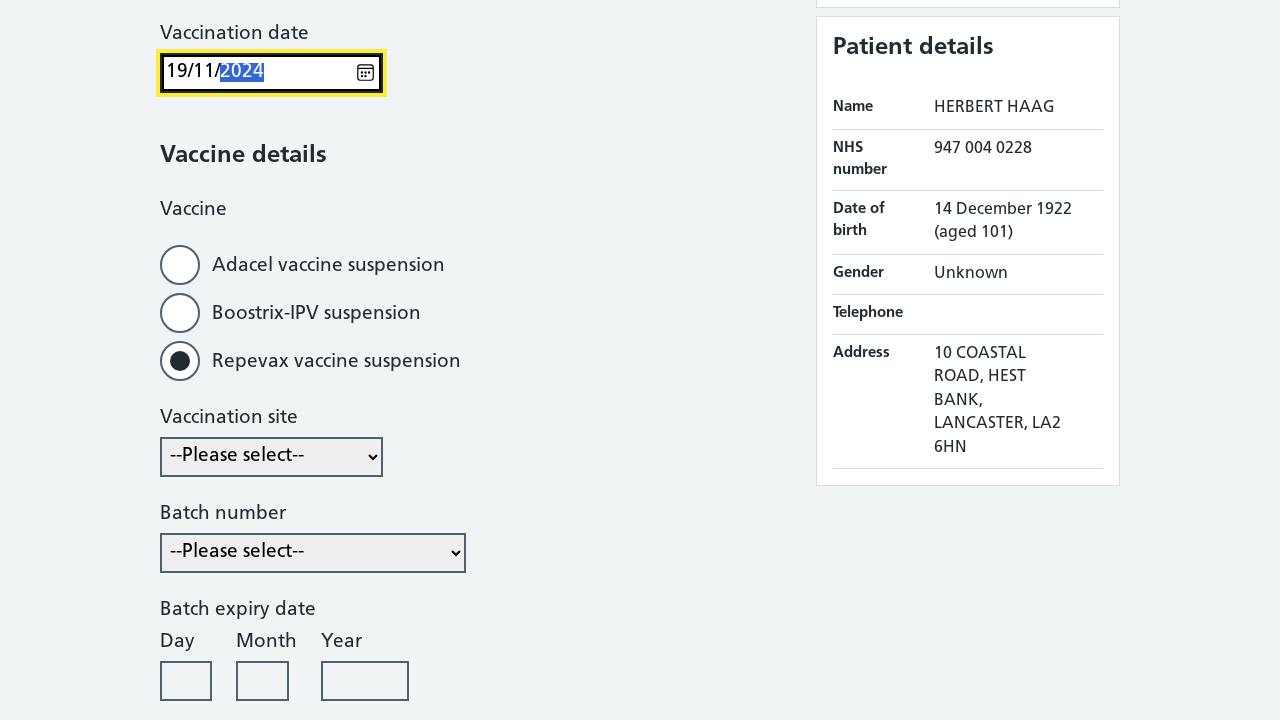 Vaccination date
19/11/2024
Vaccine details
Vaccine
Adacel vaccine suspension
Boostrix-IPV suspension
Repevax vaccine suspension
Vaccination site
--Please select--
Batch number
--Please select--
Batch expiry date
Day Month Year
Patient details
Name HERBERT HAAG
NHS number 947 004 0228
Date of birth 14 December 1922
(aged 101)
Gender Unknown
Telephone
Address 10 COASTAL
ROAD, HEST
BANK,
LANCASTER, LA2
6HN